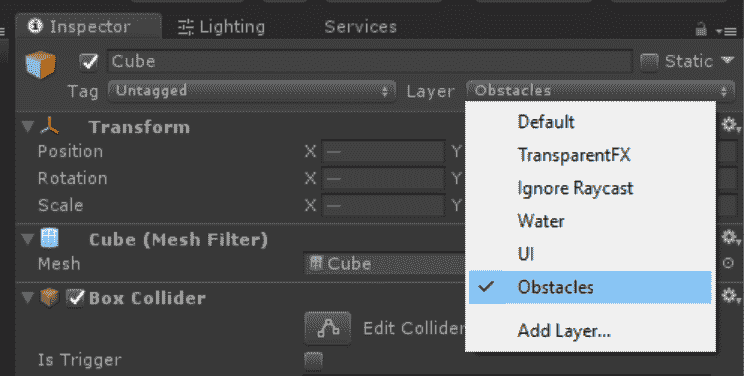 Inspector Lighting Services
Cube Static
Tag Untagged Layer Obstacles
Default
Transform
TransparentFX
Position X — Y
Ignore Raycast
Rotation X — Y
Water
Scale X — Y
Cube (Mesh Filter)
UI
Mesh Cube
Obstacles
Box Collider
Add Layer...
Edit Collider
Is Trigger